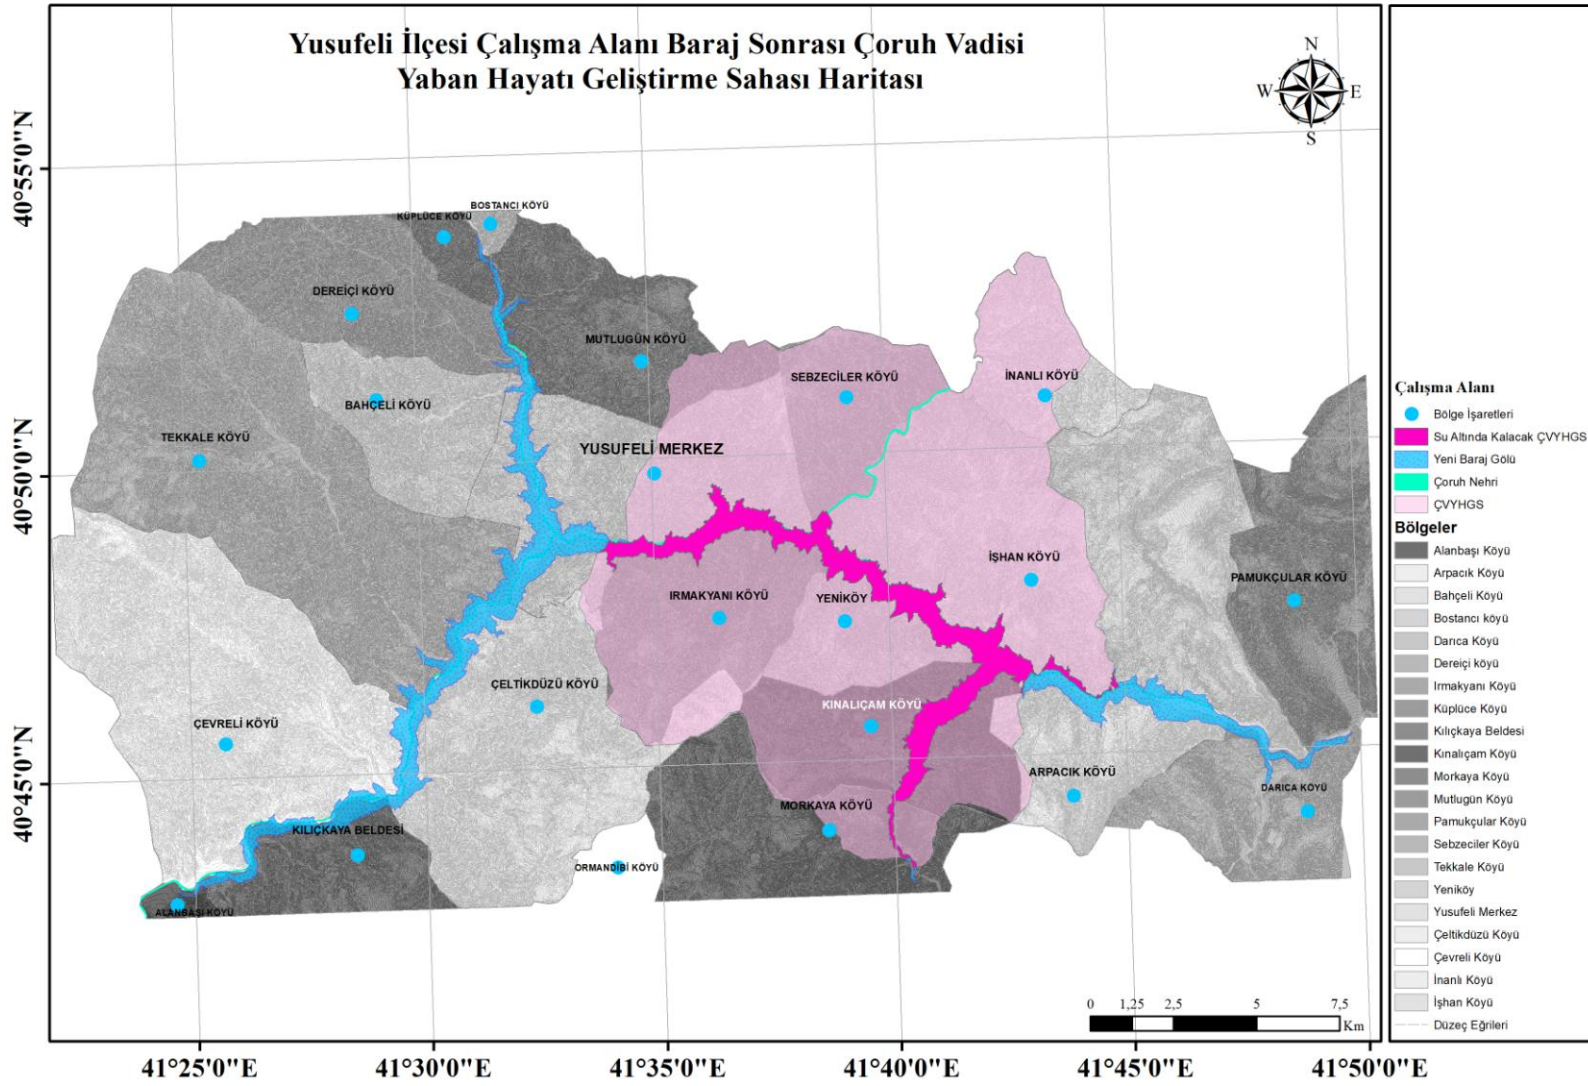 Yusufeli İlçesi Çalışma Alanı Baraj Sonrası Çoruh Vadisi
Yaban Hayatı Geliştirme Sahası Haritası
N
W
E
S
40°55'0"N
40°50'0"N
40°45'0"N
BOSTANCI KÖYÜ
KÜPLÜCE KÖYÜ
DEREİÇİ KÖYÜ
MUTLUGÜN KÖYÜ
SEBZECİLER KÖYÜ
İNANLI KÖYÜ
BAHÇELİ KÖYÜ
TEKKALE KÖYÜ
YUSUFELİ MERKEZ
İŞHAN KÖYÜ
PAMUKÇULAR KÖYÜ
IRMAKYANI KÖYÜ
YENİKÖY
ÇELTİKDÜZÜ KÖYÜ
KINALIÇAM KÖYÜ
ÇEVRELİ KÖYÜ
ARPACIK KÖYÜ
DARICA KÖYÜ
MORKAYA KÖYÜ
KILIÇKAYA BELDESİ
ORMANDİBİ KÖYÜ
ALANBAŞI KÖYÜ
0 1,25 2,5 5 7,5
Km
41°25'0"E 41°30'0"E 41°35'0"E 41°40'0"E 41°45'0"E 41°50'0"E
Çalışma Alanı
Bölge İşaretleri
Su Altında Kalacak ÇVYHGS
Yeni Baraj Gölü
Çoruh Nehri
ÇVYHGS
Bölgeler
Alanbaşı Köyü
Arpacık Köyü
Bahçeli Köyü
Bostancı köyü
Darıca Köyü
Dereiçi köyü
Irmakyanı Köyü
Küplüce Köyü
Kılıçkaya Beldesi
Kınalıçam Köyü
Morkaya Köyü
Mutlugün Köyü
Pamukçular Köyü
Sebzeciler Köyü
Tekkale Köyü
Yeniköy
Yusufeli Merkez
Çeltikdüzü Köyü
Çevreli Köyü
İnanlı Köyü
İşhan Köyü
Düzeç Eğrileri